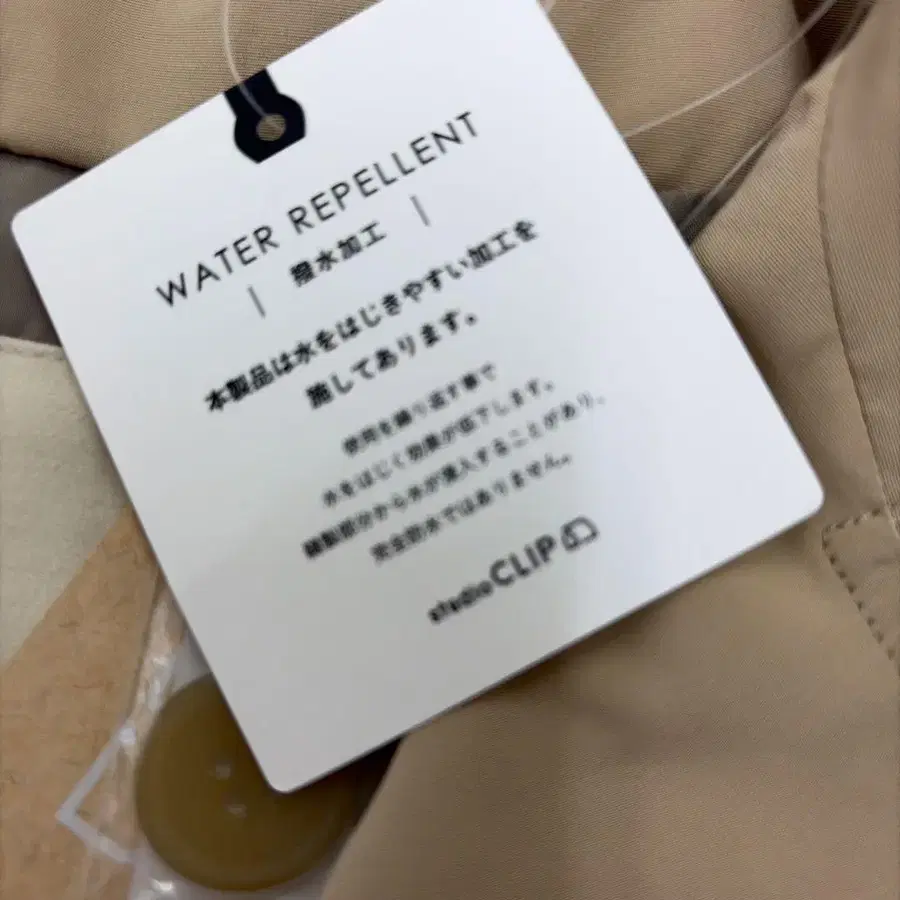 WATER REPELLENT
撥水加工
本製品は水をはじきやすい加工を
施してあります。
使用を繰り返す事で
水をはじく効果が低下します。
縫製部分から水が浸入することがあり、
完全防水ではありません。
studio CLIP